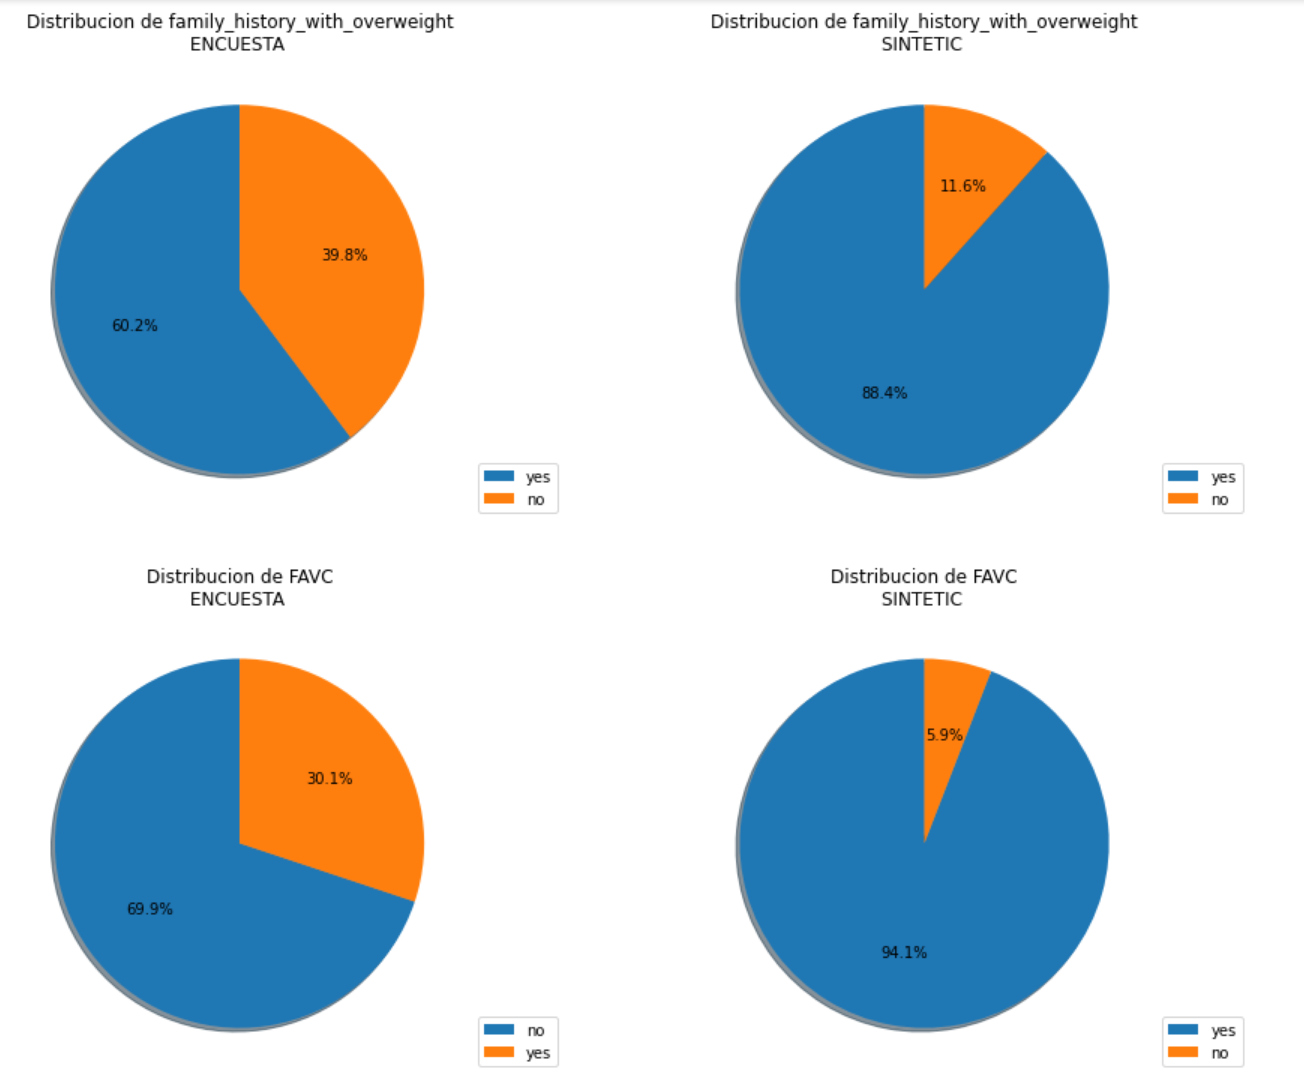 Distribucion de family_history_with_overweight
ENCUESTA
39.8%
60.2%
yes
no
Distribucion de family_history_with_overweight
SINTETIC
11.6%
88.4%
yes
no
Distribucion de FAVC
ENCUESTA
30.1%
69.9%
no
yes
Distribucion de FAVC
SINTETIC
5.9%
94.1%
yes
no